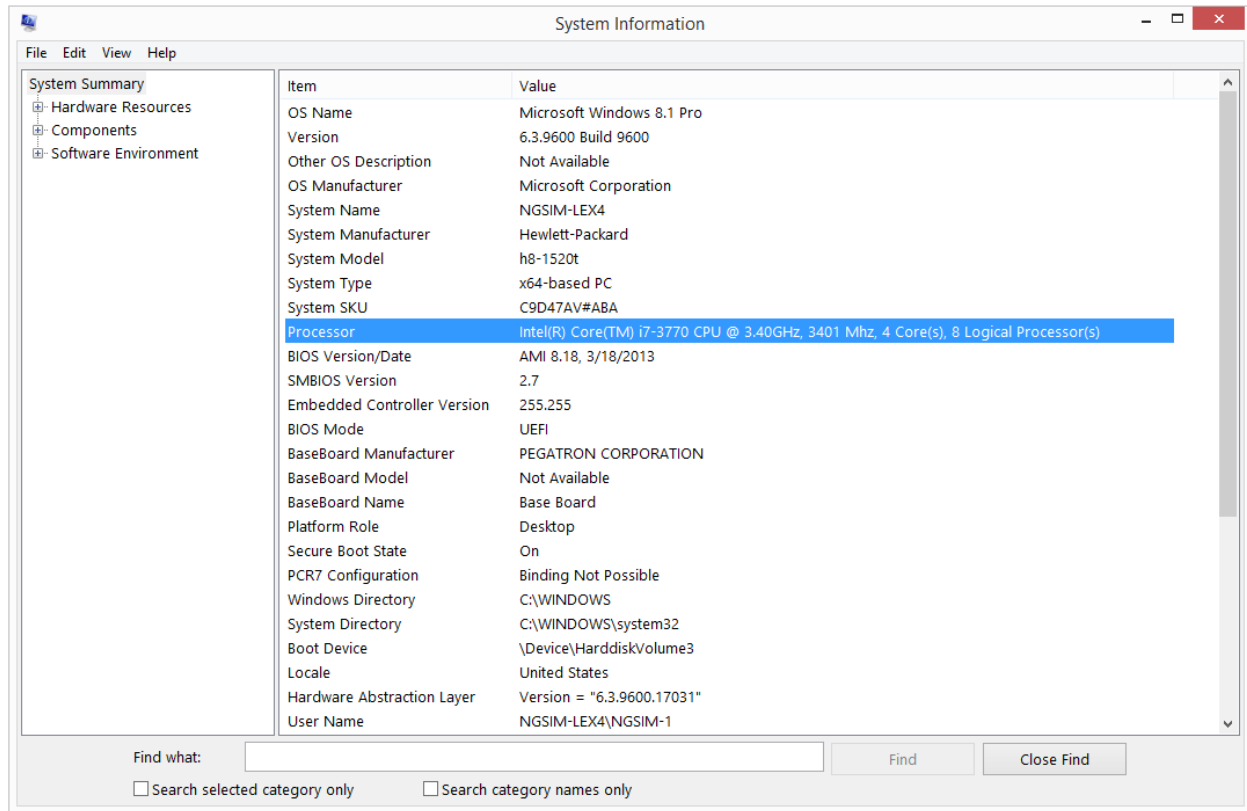 System Information
File Edit View Help
System Summary
Hardware Resources
Components
Software Environment
Item Value
OS Name Microsoft Windows 8.1 Pro
Version 6.3.9600 Build 9600
Other OS Description Not Available
OS Manufacturer Microsoft Corporation
System Name NGSIM-LEX4
System Manufacturer Hewlett-Packard
System Model h8-1520t
System Type x64-based PC
System SKU C9D47AV#ABA
Processor Intel(R) Core(TM) i7-3770 CPU @ 3.40GHz, 3401 Mhz, 4 Core(s), 8 Logical Processor(s)
BIOS Version/Date AMI 8.18, 3/18/2013
SMBIOS Version 2.7
Embedded Controller Version 255.255
BIOS Mode UEFI
BaseBoard Manufacturer PEGATRON CORPORATION
BaseBoard Model Not Available
BaseBoard Name Base Board
Platform Role Desktop
Secure Boot State On
PCR7 Configuration Binding Not Possible
Windows Directory C:\WINDOWS
System Directory C:\WINDOWS\system32
Boot Device \Device\HarddiskVolume3
Locale United States
Hardware Abstraction Layer Version = "6.3.9600.17031"
User Name NGSIM-LEX4\NGSIM-1
Find what: Find Close Find
Search selected category only Search category names only